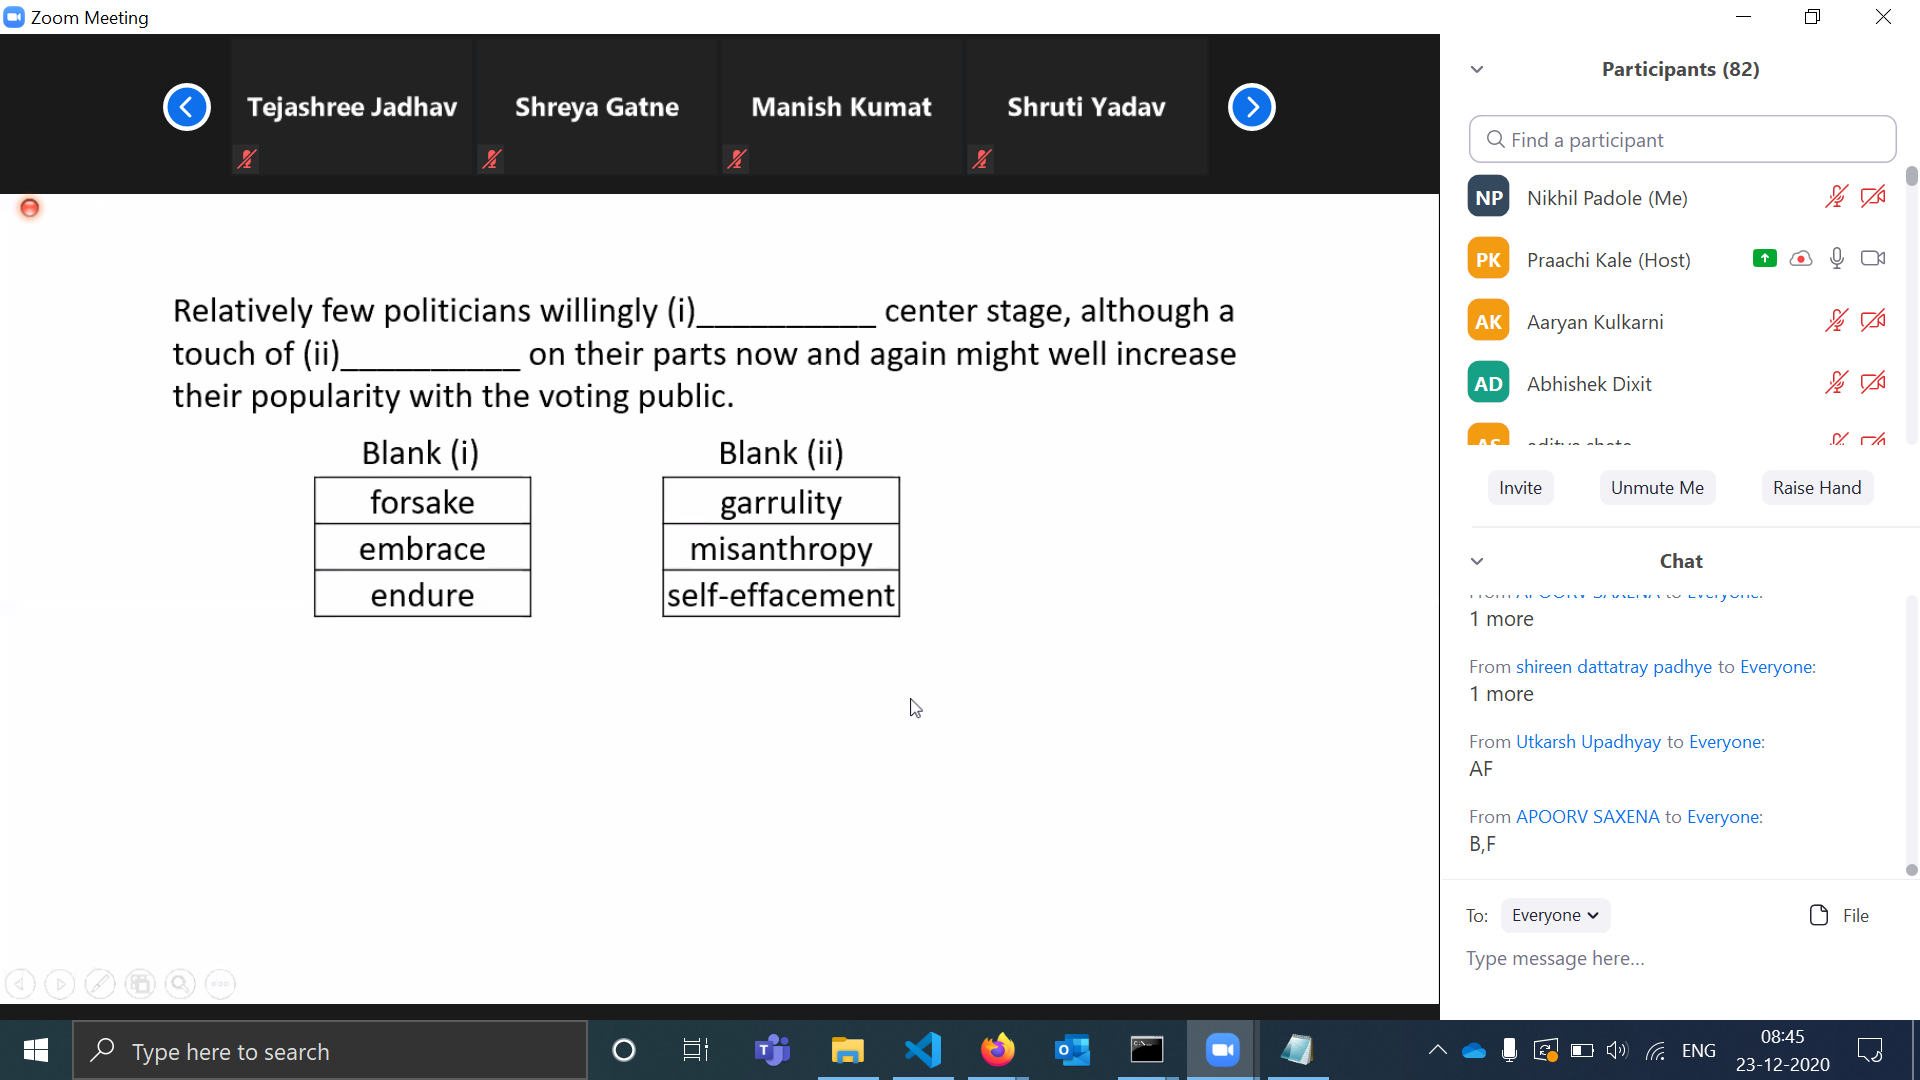 Zoom Meeting
Tejashree Jadhav
Shreya Gatne
Manish Kumat
Shruti Yadav
Relatively few politicians willingly (i)__________ center stage, although a
touch of (ii)__________ on their parts now and again might well increase
their popularity with the voting public.
Blank (i)
forsake
embrace
endure
Blank (ii)
garrulity
misanthropy
self-effacement
Participants (82)
Find a participant
NP Nikhil Padole (Me)
PK Praachi Kale (Host)
AK Aaryan Kulkarni
AD Abhishek Dixit
Invite
Unmute Me
Raise Hand
Chat
From APOORV SAXENA to Everyone:
1 more
From shireen dattatray padhye to Everyone:
1 more
From Utkarsh Upadhyay to Everyone:
AF
From APOORV SAXENA to Everyone:
B,F
To: Everyone
File
Type message here...
Type here to search
ENG
08:45
23-12-2020